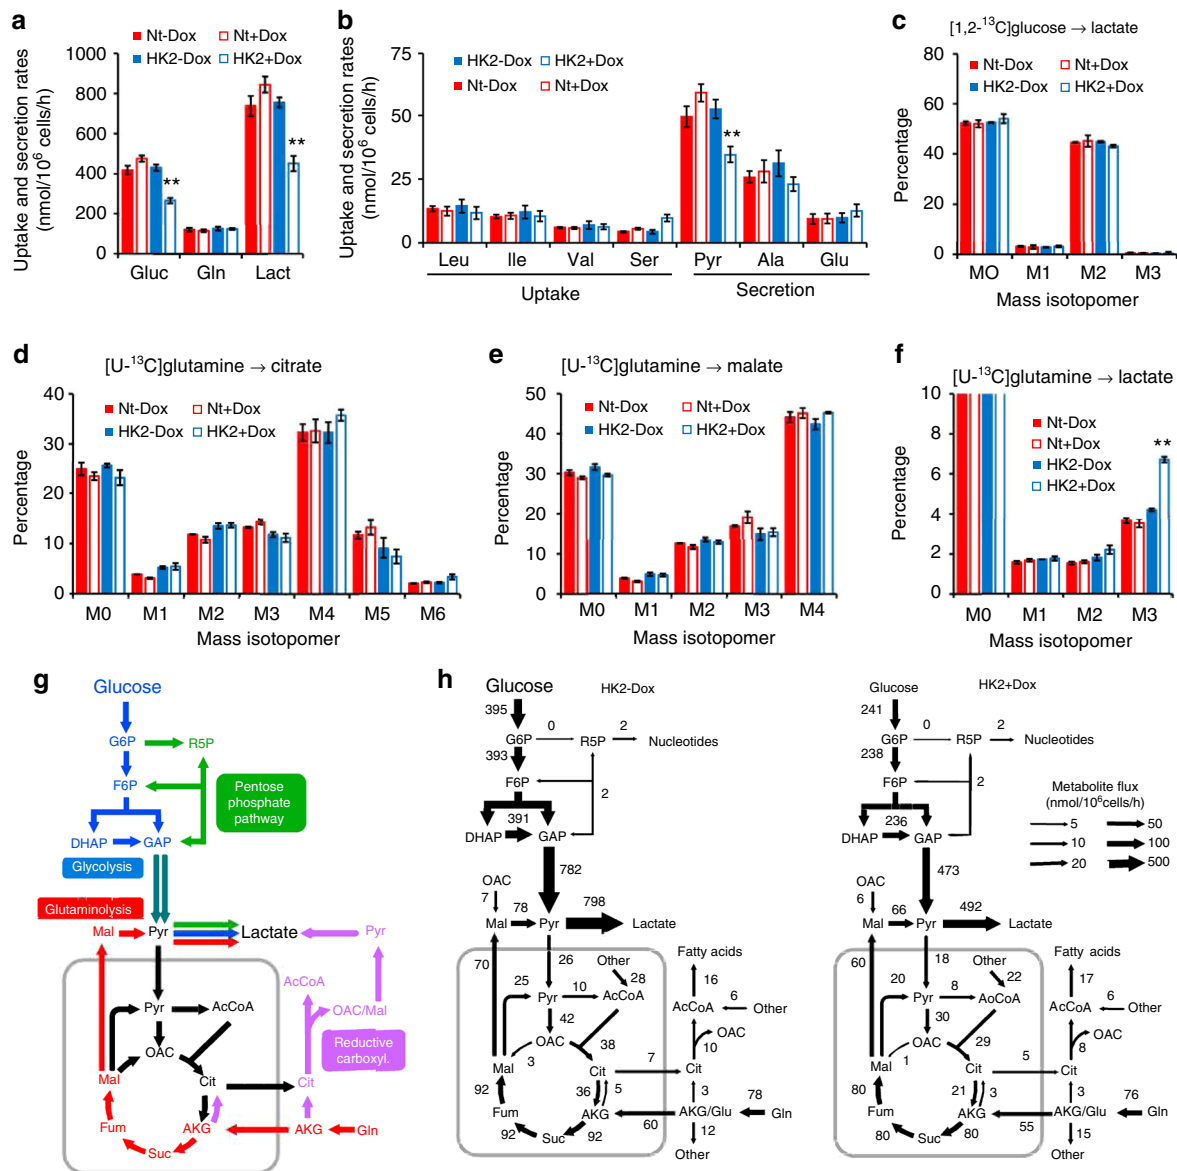 a
Nt-Dox
Nt+Dox
HK2-Dox
HK2+Dox
Uptake and secretion rates
(nmol/10⁶ cells/h)
1000
800
600
400
200
0
**
**
Gluc
Gln
Lact
b
HK2-Dox
HK2+Dox
Nt-Dox
Nt+Dox
Uptake and secretion rates
(nmol/10⁶ cells/h)
75
50
25
0
**
Leu
Ile
Val
Ser
Pyr
Ala
Glu
Uptake
Secretion
c
[1,2-¹³C]glucose → lactate
Nt-Dox
Nt+Dox
HK2-Dox
HK2+Dox
Percentage
80
60
40
20
0
MO
M1
M2
M3
Mass isotopomer
d
[U-¹³C]glutamine → citrate
Nt-Dox
Nt+Dox
HK2-Dox
HK2+Dox
Percentage
40
30
20
10
0
M0
M1
M2
M3
M4
M5
M6
Mass isotopomer
e
[U-¹³C]glutamine → malate
Nt-Dox
Nt+Dox
HK2-Dox
HK2+Dox
Percentage
50
40
30
20
10
0
M0
M1
M2
M3
M4
Mass isotopomer
f
[U-¹³C]glutamine → lactate
Nt-Dox
Nt+Dox
HK2-Dox
HK2+Dox
Percentage
10
8
6
4
2
0
**
M0
M1
M2
M3
Mass isotopomer
g
Glucose
G6P
R5P
F6P
Pentose
phosphate
pathway
DHAP
GAP
Glycolysis
Glutaminolysis
Mal
Pyr
Lactate
Pyr
AcCoA
Pyr
AcCoA
OAC/Mal
OAC
Reductive
carboxyl.
Mal
Cit
Cit
Fum
AKG
AKG
Gln
Suc
h
Glucose
HK2-Dox
395
0
2
G6P
R5P
Nucleotides
393
F6P
2
391
DHAP
GAP
782
OAC
7
78
798
Mal
Pyr
Lactate
70
26
Other
Fatty acids
25
10
28
16
Pyr
AcCoA
AcCoA
6
Other
42
OAC
OAC
3
38
10
7
Mal
Cit
Cit
92
36
5
3
78
Fum
AKG
AKG/Glu
Gln
92
Suc
92
60
12
Other
Glucose
HK2+Dox
241
0
2
G6P
R5P
Nucleotides
238
F6P
2
236
DHAP
GAP
473
Metabolite flux
(nmol/10⁶cells/h)
5
50
10
100
20
500
OAC
6
66
492
Mal
Pyr
Lactate
60
18
Other
Fatty acids
20
8
22
17
Pyr
AoCoA
AcCoA
6
Other
30
OAC
OAC
1
29
8
5
Mal
Cit
Cit
80
21
3
3
76
Fum
AKG
AKG/Glu
Gln
80
Suc
80
55
15
Other